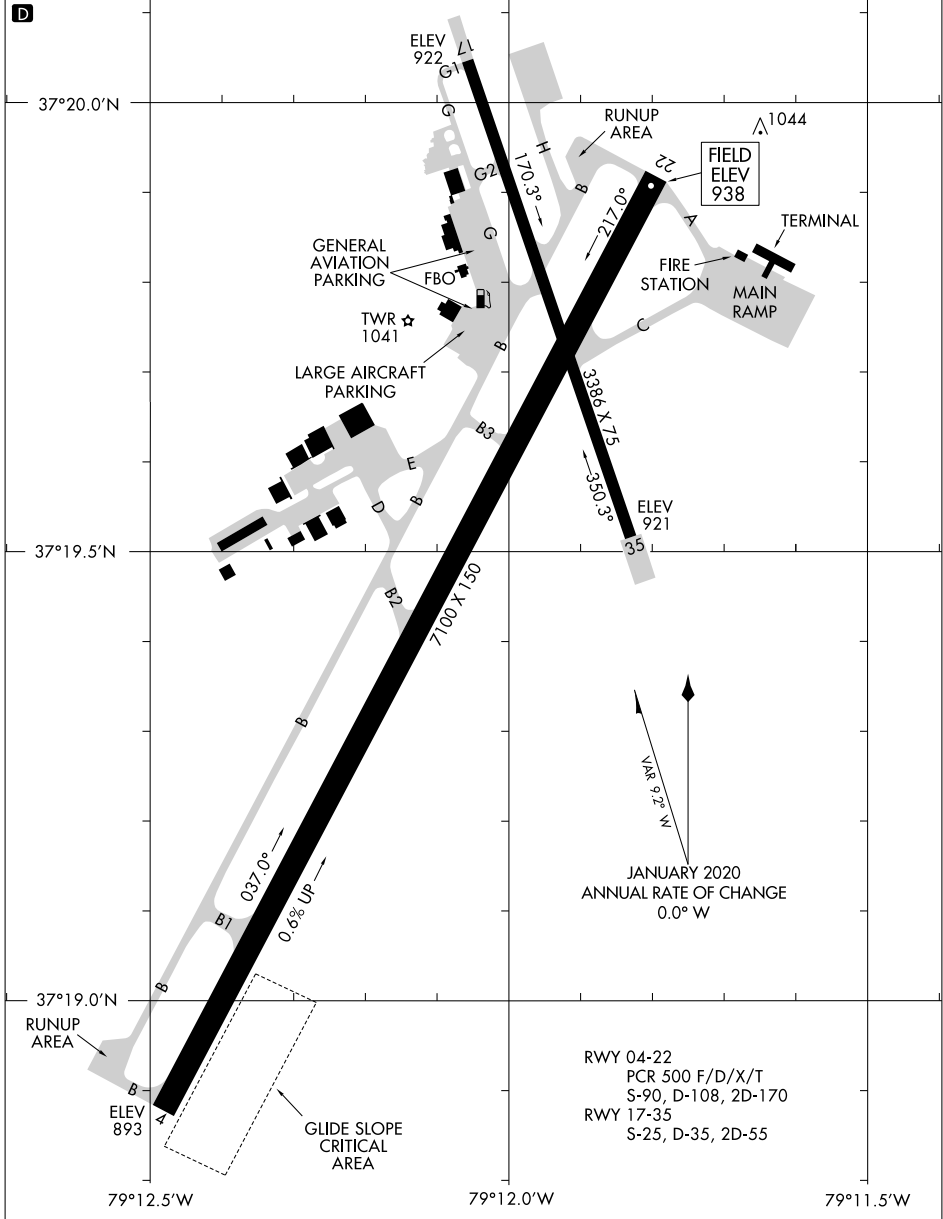 D
ELEV
922
17
G1
37°20.0'N
G
H
RUNUP
AREA
1044
G2
170.3°
B
22
FIELD
ELEV
938
217.0°
A
TERMINAL
G
GENERAL
AVIATION
PARKING
FBO
FIRE
STATION
MAIN
RAMP
TWR
1041
C
B
LARGE AIRCRAFT
PARKING
3386 X 75
B3
E
350.3°
B
D
ELEV
921
35
37°19.5'N
B2
7100 X 150
B
VAR 9.2° W
037.0°
0.6% UP
JANUARY 2020
ANNUAL RATE OF CHANGE
0.0° W
B1
B
37°19.0'N
RUNUP
AREA
B
ELEV
893
4
GLIDE SLOPE
CRITICAL
AREA
RWY 04-22
PCR 500 F/D/X/T
S-90, D-108, 2D-170
RWY 17-35
S-25, D-35, 2D-55
79°12.5'W
79°12.0'W
79°11.5'W